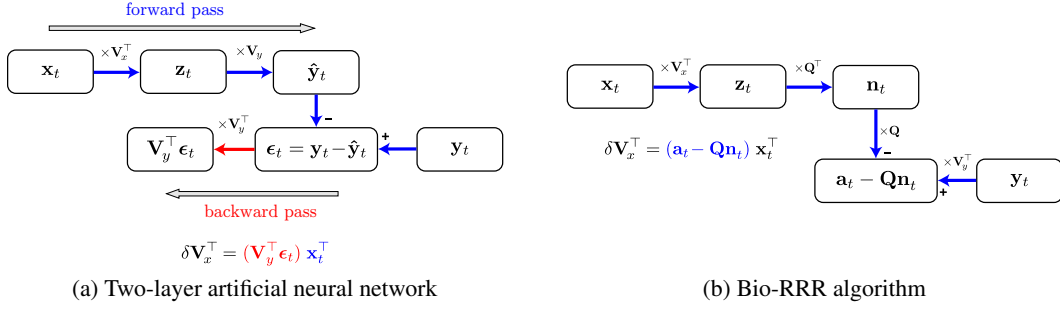 forward pass
×V_x^⊤ ×V_y
x_t z_t ŷ_t
−
×V_y^⊤ +
V_y^⊤ ϵ_t ϵ_t = y_t − ŷ_t y_t
backward pass
δV_x^⊤ = (V_y^⊤ ϵ_t) x_t^⊤
(a) Two-layer artificial neural network
×V_x^⊤ ×Q^⊤
x_t z_t n_t
×Q
δV_x^⊤ = (a_t − Qn_t) x_t^⊤
− ×V_y^⊤
a_t − Qn_t y_t
+
(b) Bio-RRR algorithm